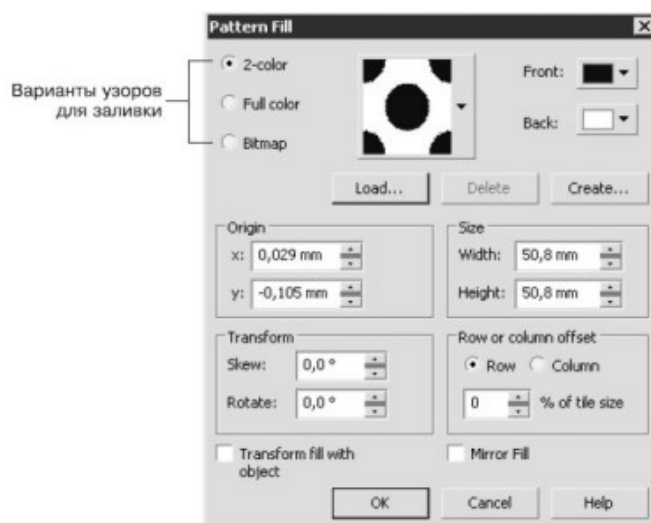 Pattern Fill
2-color
Full color
Bitmap
Варианты узоров
для заливки
Front:
Back:
Load...
Delete
Create...
Origin
x: 0,029 mm
y: -0,105 mm
Size
Width: 50,8 mm
Height: 50,8 mm
Transform
Skew: 0,0 °
Rotate: 0,0 °
Row or column offset
Row Column
0 % of tile size
Transform fill with
object
Mirror Fill
OK Cancel Help